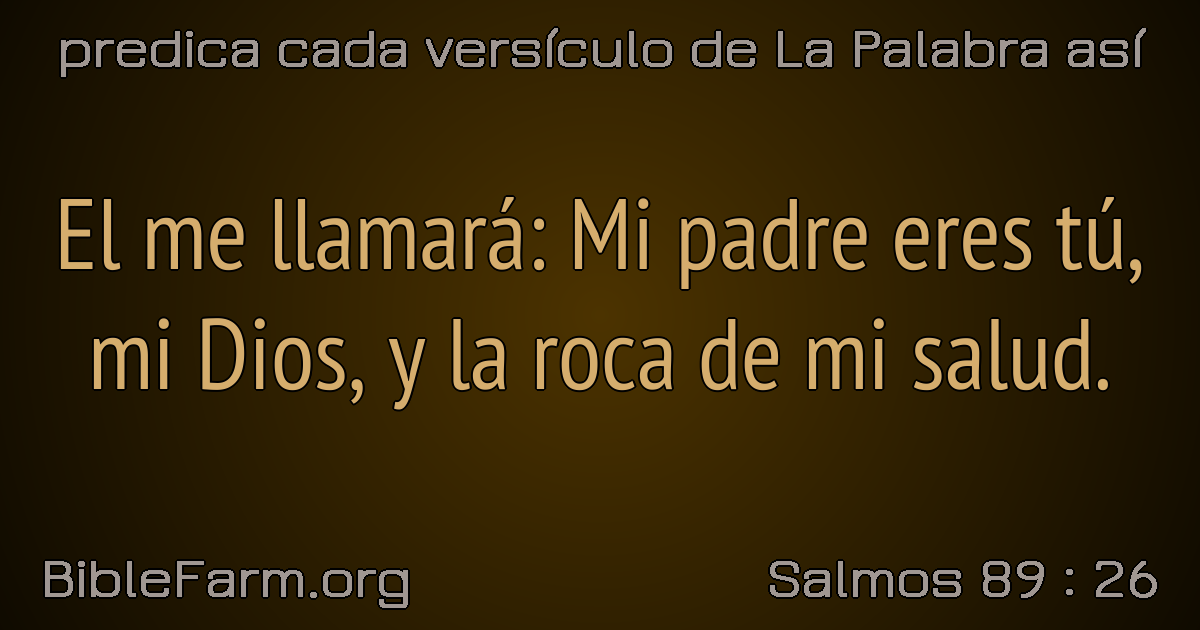 predica cada versículo de La Palabra así
El me llamará: Mi padre eres tú,
mi Dios, y la roca de mi salud.
BibleFarm.org
Salmos 89 : 26